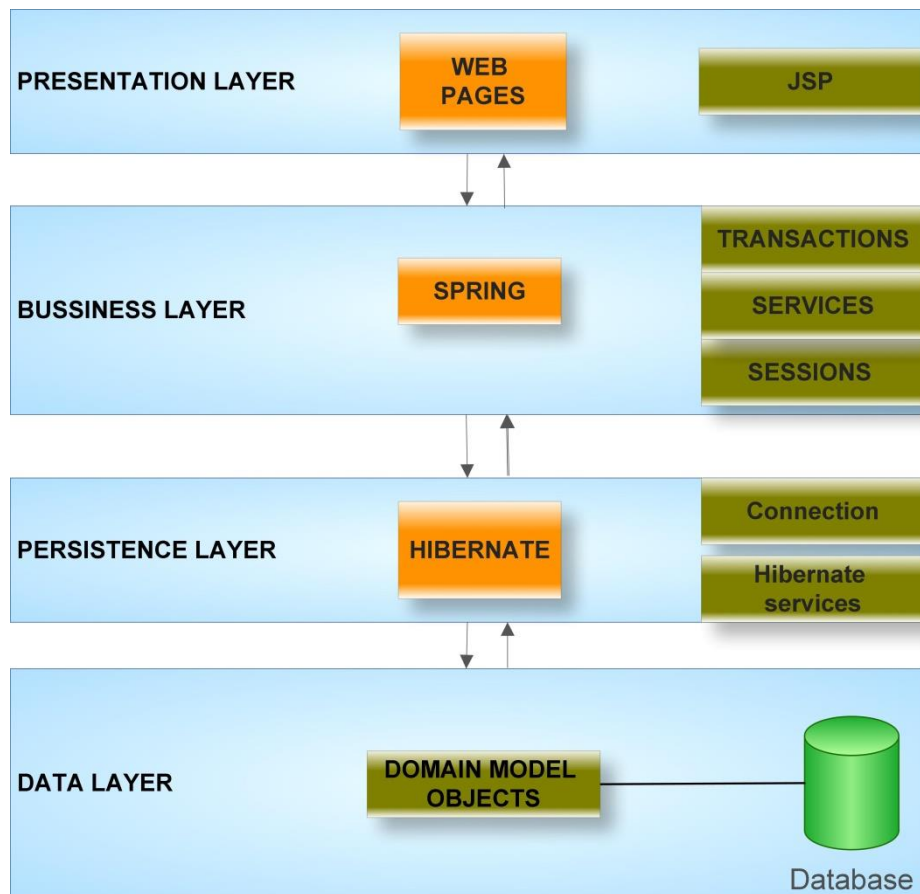 WEB
PAGES
PRESENTATION LAYER
JSP
TRANSACTIONS
SPRING
BUSSINESS LAYER
SERVICES
SESSIONS
Connection
PERSISTENCE LAYER
HIBERNATE
Hibernate
services
DOMAIN MODEL
OBJECTS
DATA LAYER
Database